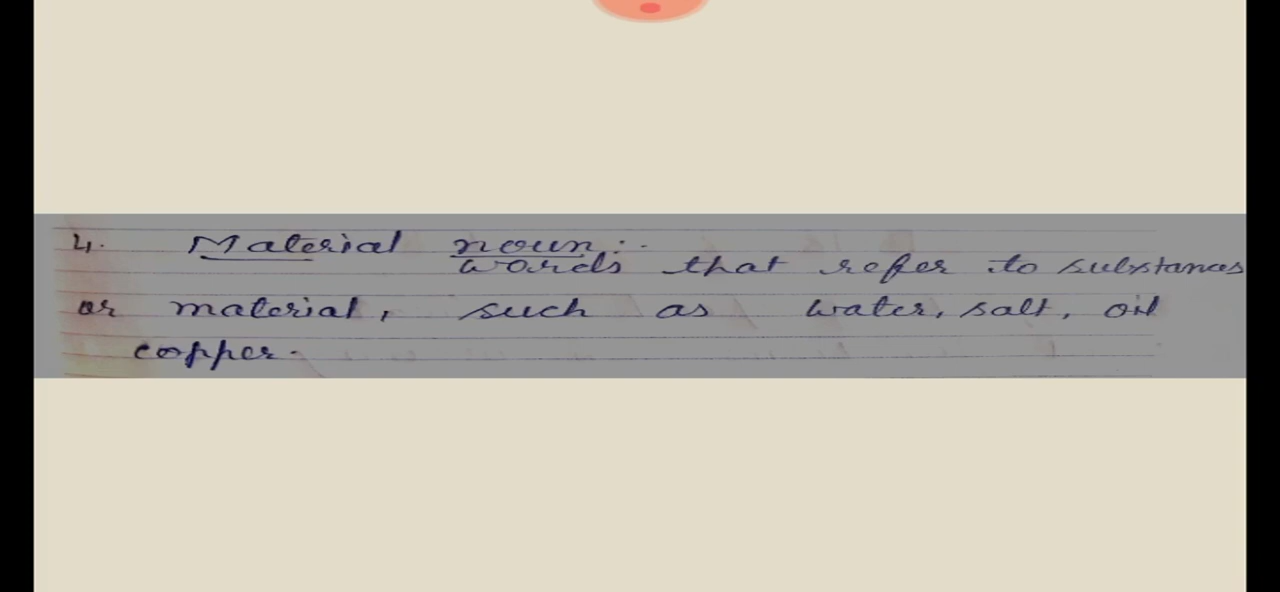 4. Material noun:-
words that refer to substances
or material, such as water, salt, oil
copper.